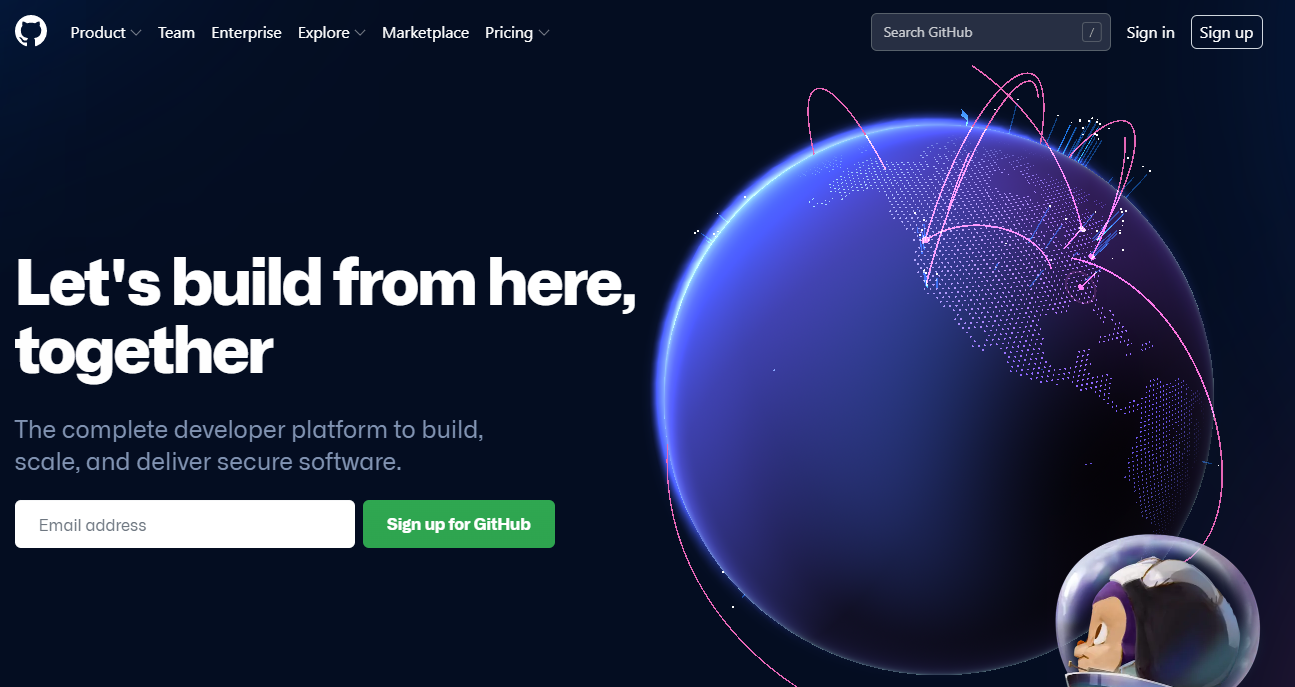 Product Team Enterprise Explore Marketplace Pricing Search GitHub / Sign in Sign up
Let's build from here,
together
The complete developer platform to build,
scale, and deliver secure software.
Email address Sign up for GitHub